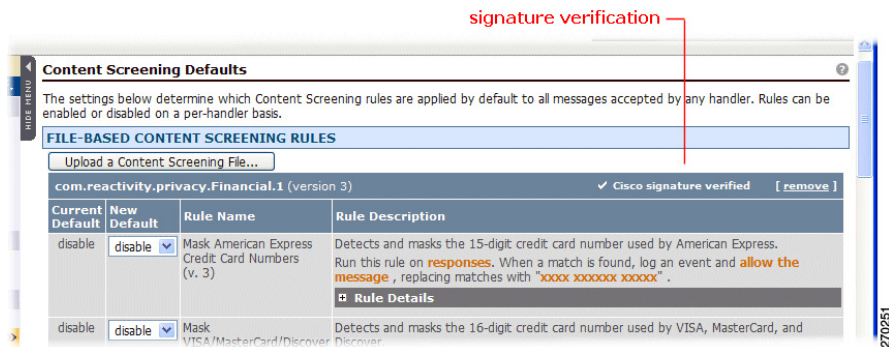 signature verification
HIDE MENU
Content Screening Defaults
The settings below determine which Content Screening rules are applied by default to all messages accepted by any handler. Rules can be
enabled or disabled on a per-handler basis.
FILE-BASED CONTENT SCREENING RULES
Upload a Content Screening File...
com.reactivity.privacy.Financial.1 (version 3) ✓ Cisco signature verified [ remove ]
Current Default New Default Rule Name Rule Description
disable disable Mask American Express Detects and masks the 15-digit credit card number used by American Express.
Credit Card Numbers Run this rule on responses. When a match is found, log an event and allow the
(v. 3) message , replacing matches with "xxxx xxxxxx xxxxx" .
Rule Details
disable disable Mask Detects and masks the 16-digit credit card number used by VISA, MasterCard, and
VISA/MasterCard/Discover Discover.
270251